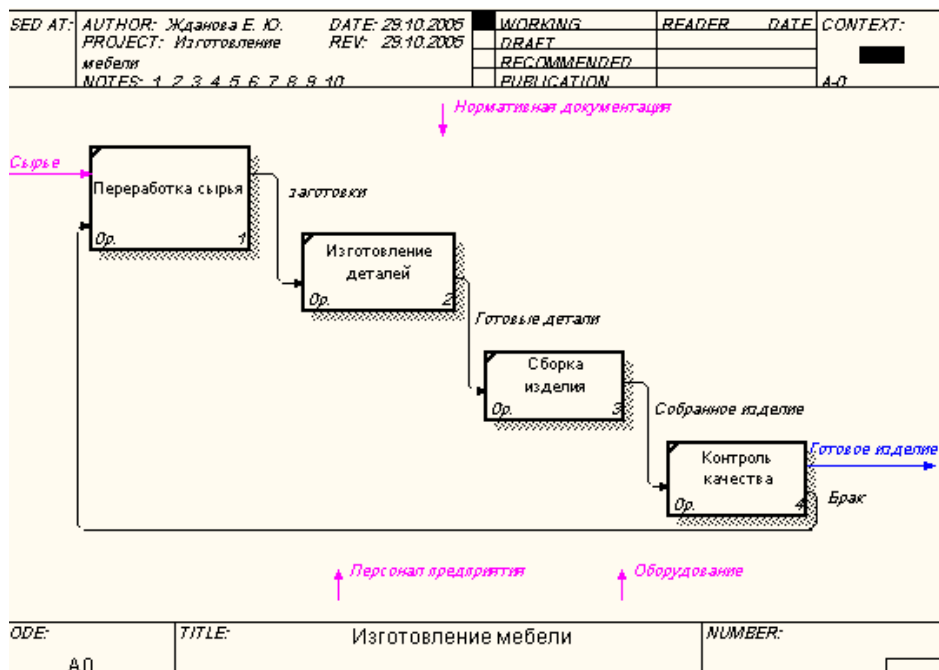 SED AT: AUTHOR: Жданова Е. Ю. DATE: 29.10.2005 WORKING READER DATE CONTEXT:
PROJECT: Изготовление мебели REV: 29.10.2005 DRAFT
RECOMMENDED
NOTES: 1 2 3 4 5 6 7 8 9 10 PUBLICATION A-0
Нормативная документация
Сырье
Переработка сырья
Ор. 1
заготовки
Изготовление
деталей
Ор. 2
Готовые детали
Сборка
изделия
Ор. 3
Собранное изделие
Контроль
качества
Ор. 4
Готовое изделие
Брак
Персонал предприятия
Оборудование
ODE: TITLE: Изготовление мебели NUMBER:
A0